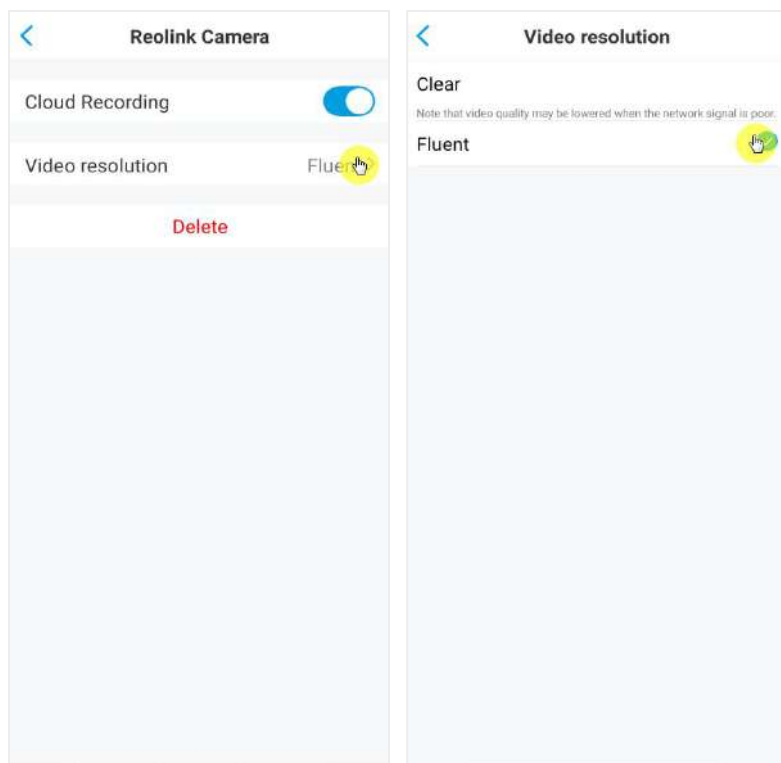 Reolink Camera
Cloud Recording
Video resolution
Delete
Video resolution
Clear
Note that video quality may be lowered when the network signal is poor.
Fluent